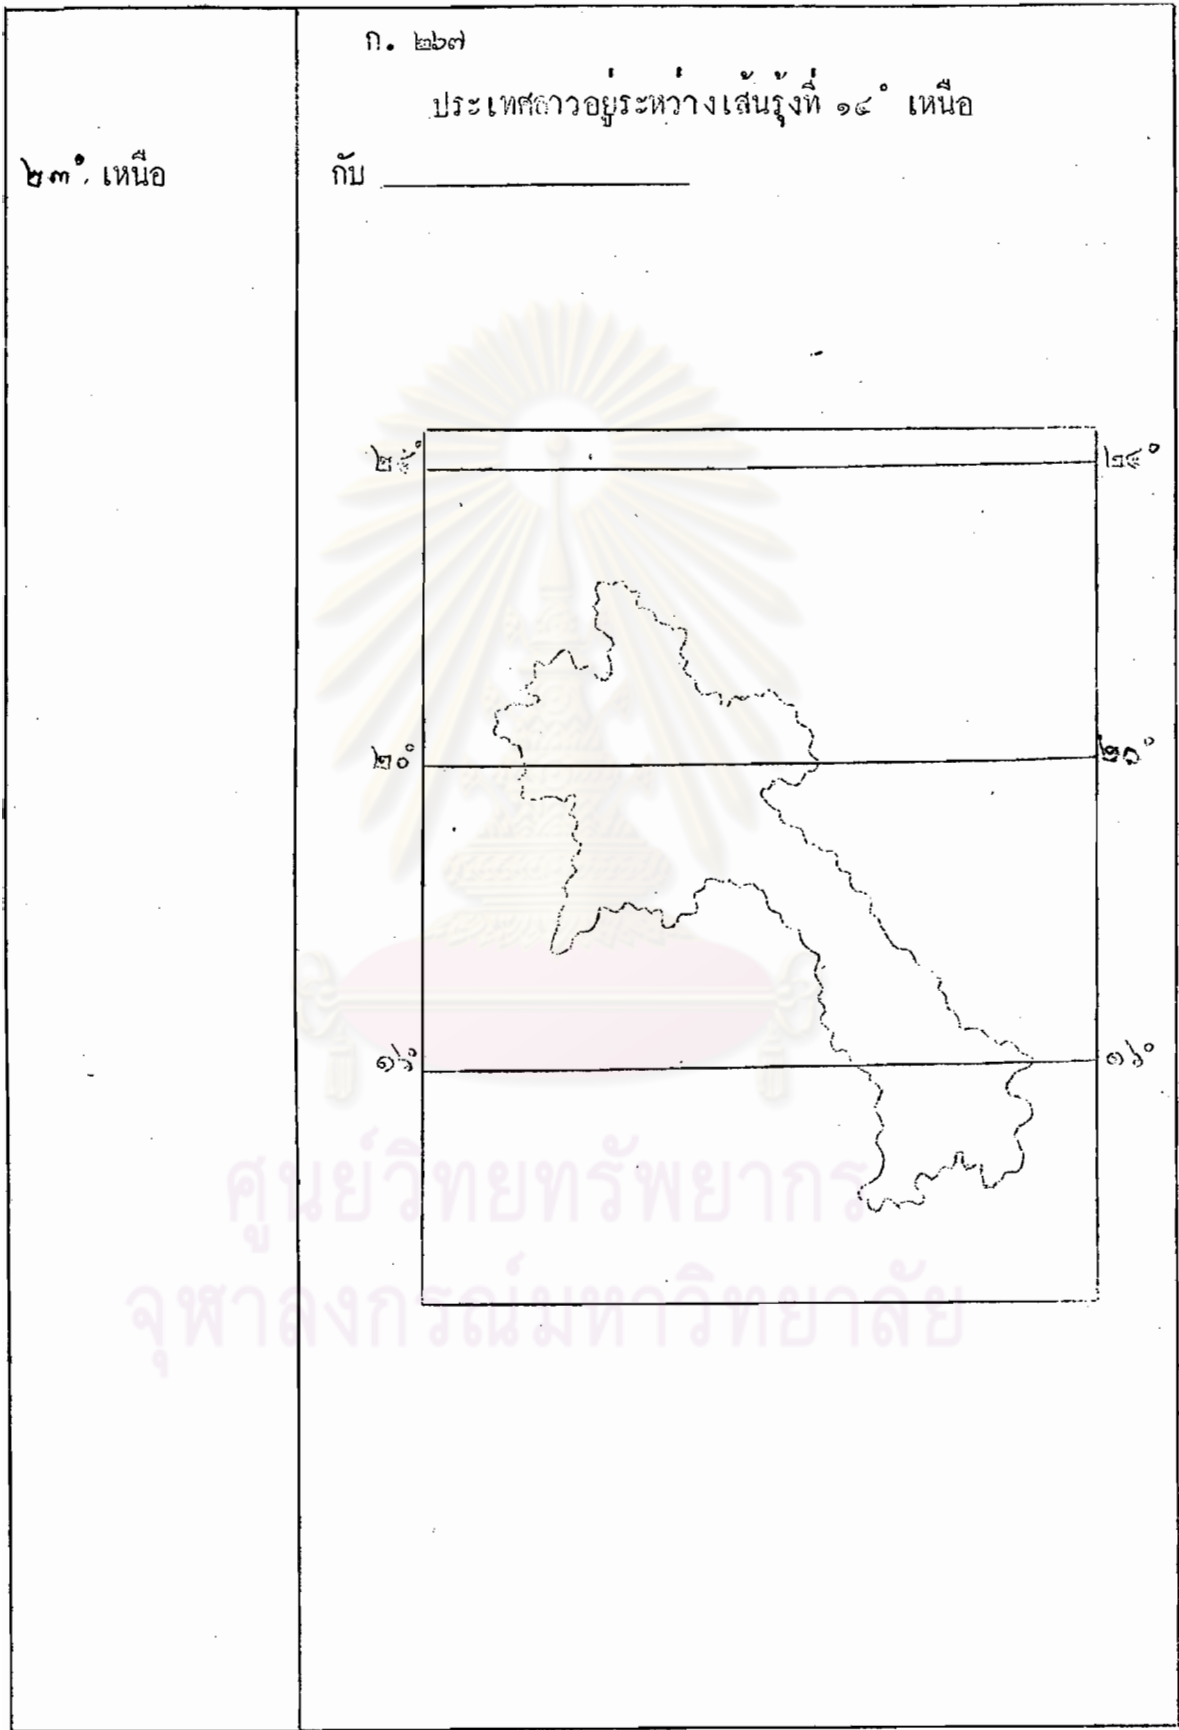 ก. ๒๖๗
ประเทศลาวอยู่ระหว่างเส้นรุ้งที่ ๑๔° เหนือ
๒๓°. เหนือ
กับ
๒๕° ๒๔°
๒๐° ๒๐°
๑๖° ๑๖°
ศูนย์วิทยทรัพยากร
จุฬาลงกรณ์มหาวิทยาลัย